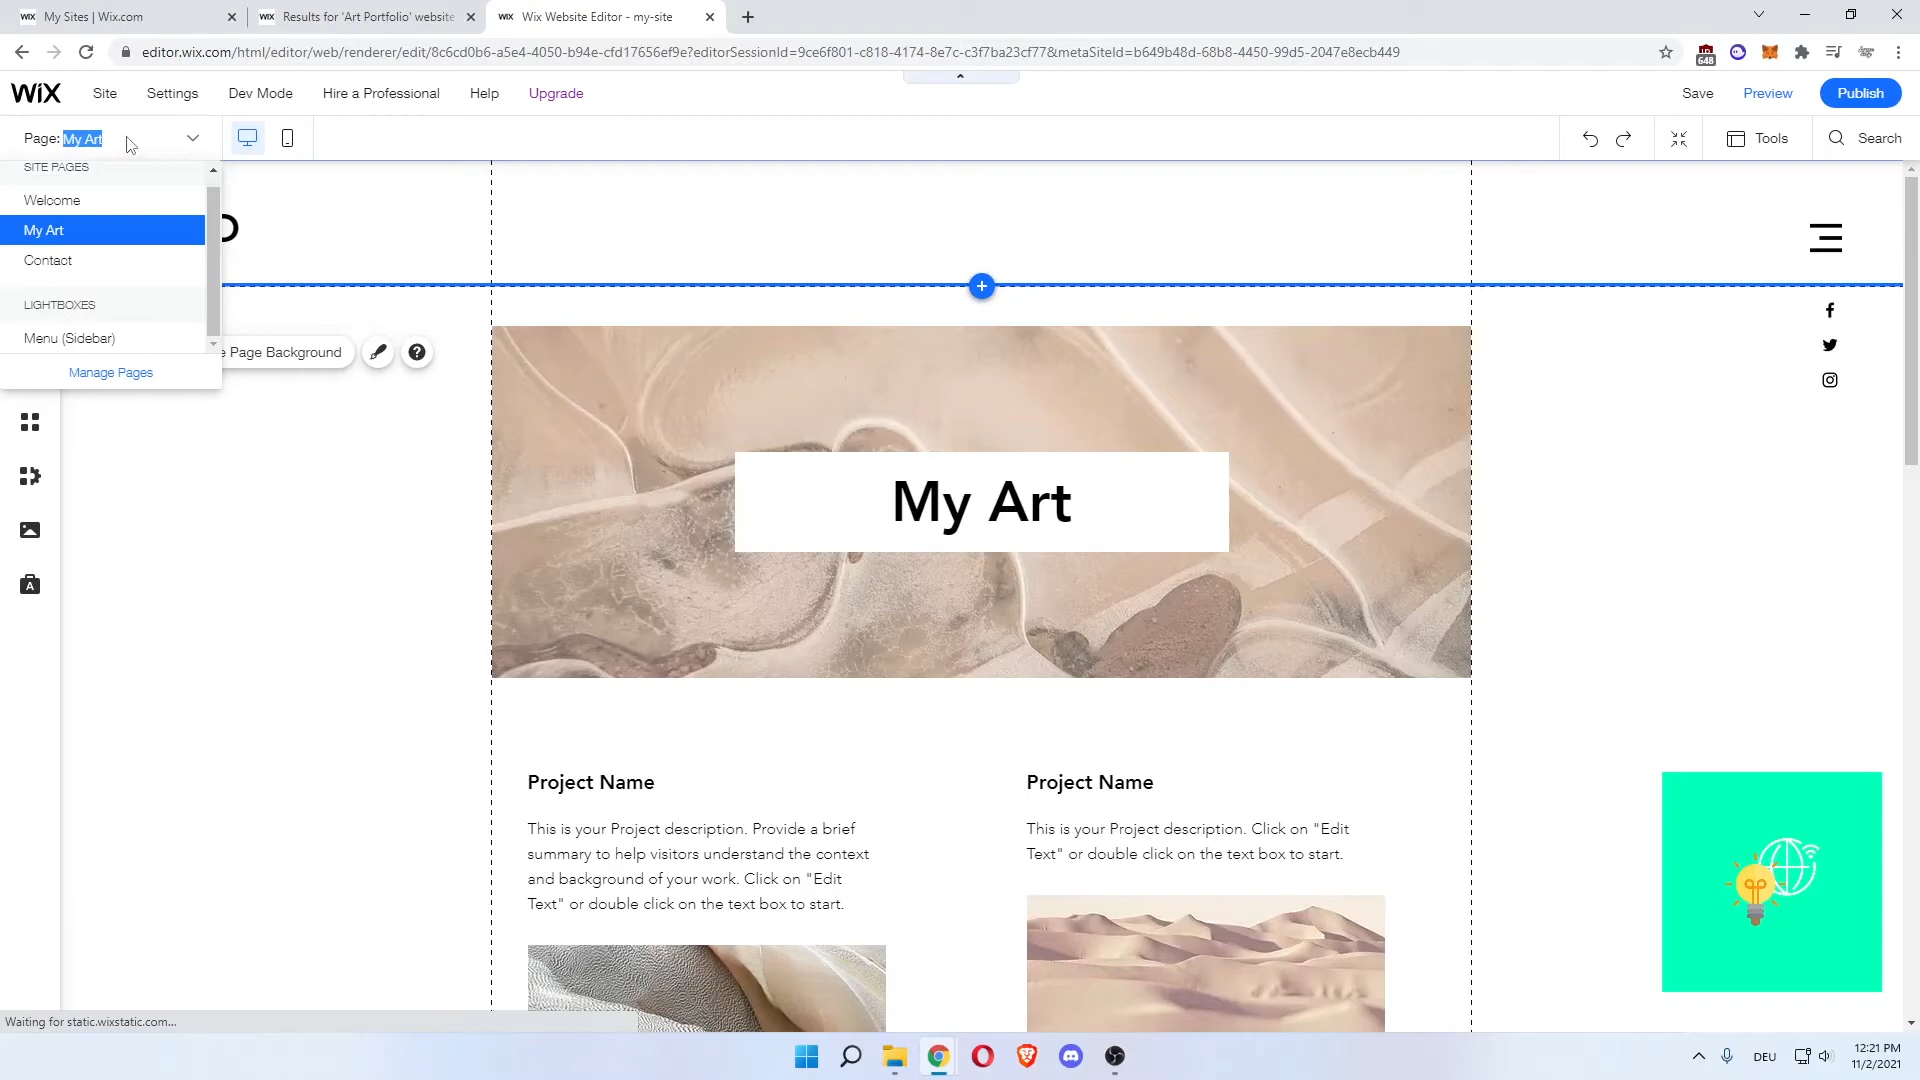 WiX My Sites | Wix.com
WiX Results for 'Art Portfolio' website
WiX Wix Website Editor - my-site
editor.wix.com/html/editor/web/renderer/edit/8c6cd0b6-a5e4-4050-b94e-cfd17656ef9e?editorSessionId=9ce6f801-c818-4174-8e7c-c3f7ba23cf77&metaSiteId=b649b48d-68b8-4450-99d5-2047e8ecb449
648
WiX Site Settings Dev Mode Hire a Professional Help Upgrade Save Preview Publish
Page: My Art Tools Search
SITE PAGES
Welcome
My Art
Contact
LIGHTBOXES
Menu (Sidebar)
Manage Pages
e Page Background
?
My Art
Project Name
This is your Project description. Provide a brief
summary to help visitors understand the context
and background of your work. Click on "Edit
Text" or double click on the text box to start.
Project Name
This is your Project description. Click on "Edit
Text" or double click on the text box to start.
A
Waiting for static.wixstatic.com...
DEU
12:21 PM
11/2/2021